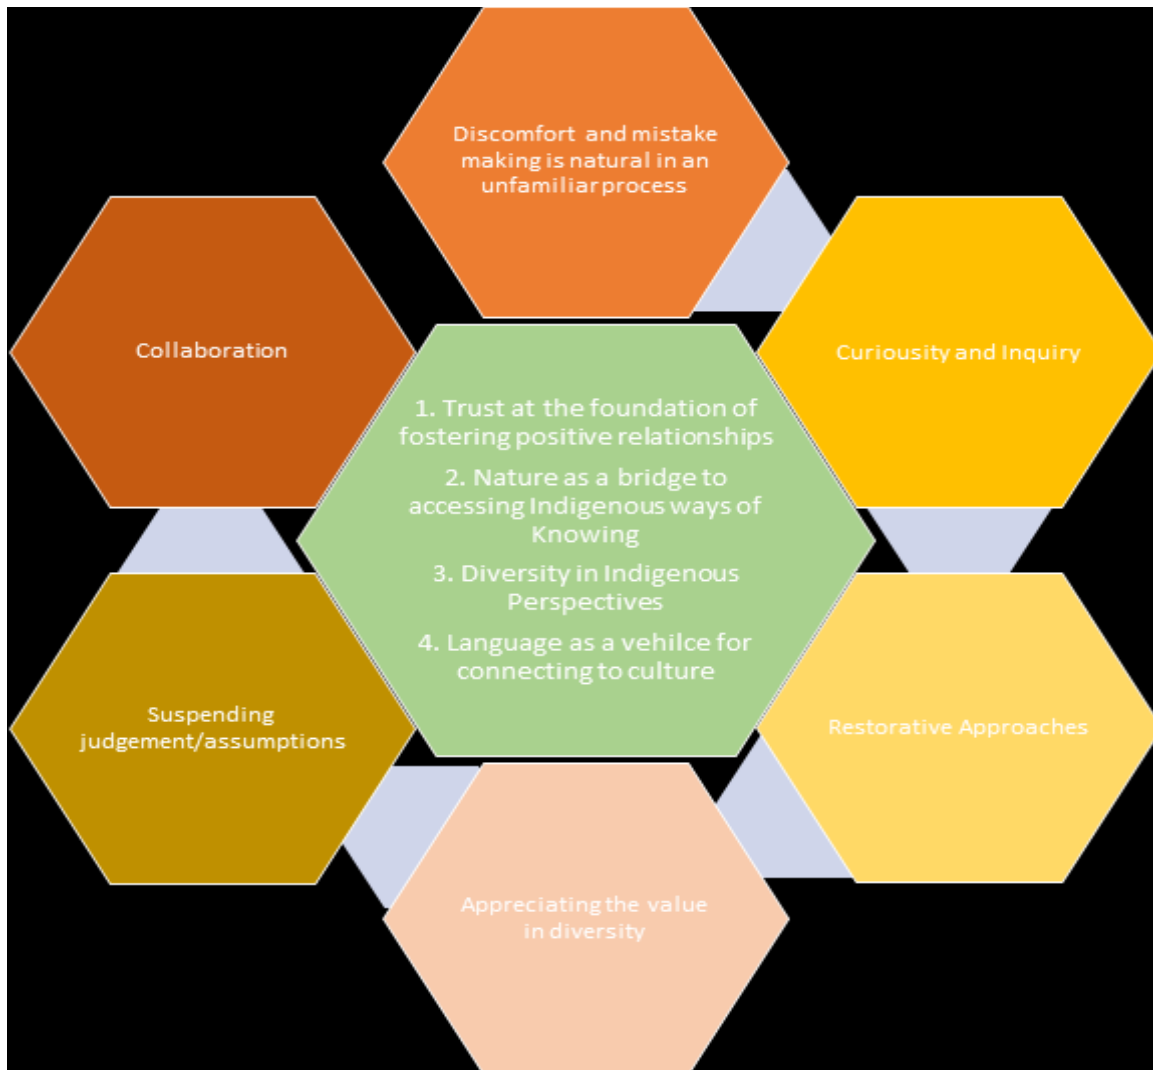 Discomfort and mistake
making is natural in an
unfamiliar process
Collaboration
Curiousity and Inquiry
1. Trust at the foundation of
fostering positive relationships
2. Nature as a bridge to
accessing Indigenous ways of
Knowing
3. Diversity in Indigenous
Perspectives
4. Language as a vehilce for
connecting to culture
Suspending
judgement/assumptions
Restorative Approaches
Appreciating the value
in diversity